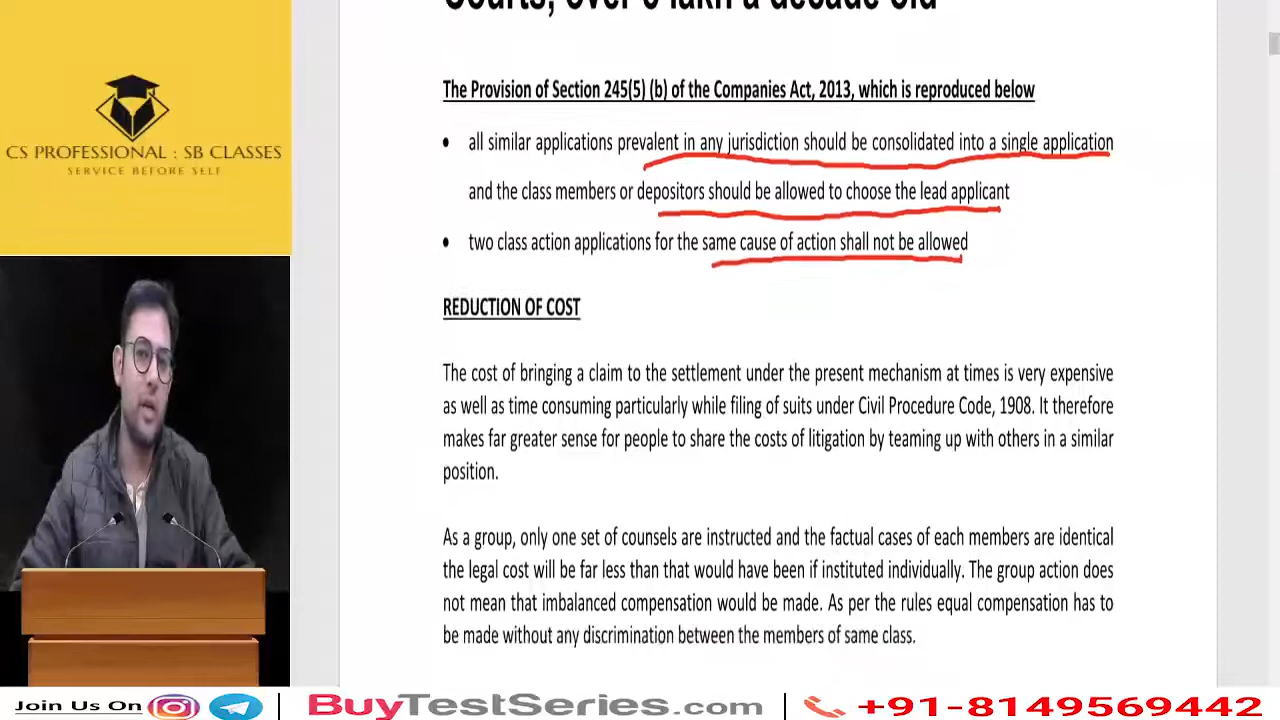 Courts, over 6 lakh a decade old
CS PROFESSIONAL : SB CLASSES
SERVICE BEFORE SELF
The Provision of Section 245(5) (b) of the Companies Act, 2013, which is reproduced below
• all similar applications prevalent in any jurisdiction should be consolidated into a single application
and the class members or depositors should be allowed to choose the lead applicant
• two class action applications for the same cause of action shall not be allowed
REDUCTION OF COST
The cost of bringing a claim to the settlement under the present mechanism at times is very expensive
as well as time consuming particularly while filing of suits under Civil Procedure Code, 1908. It therefore
makes far greater sense for people to share the costs of litigation by teaming up with others in a similar
position.
As a group, only one set of counsels are instructed and the factual cases of each members are identical
the legal cost will be far less than that would have been if instituted individually. The group action does
not mean that imbalanced compensation would be made. As per the rules equal compensation has to
be made without any discrimination between the members of same class.
Join Us On
BuyTestSeries.com
+91-8149569442